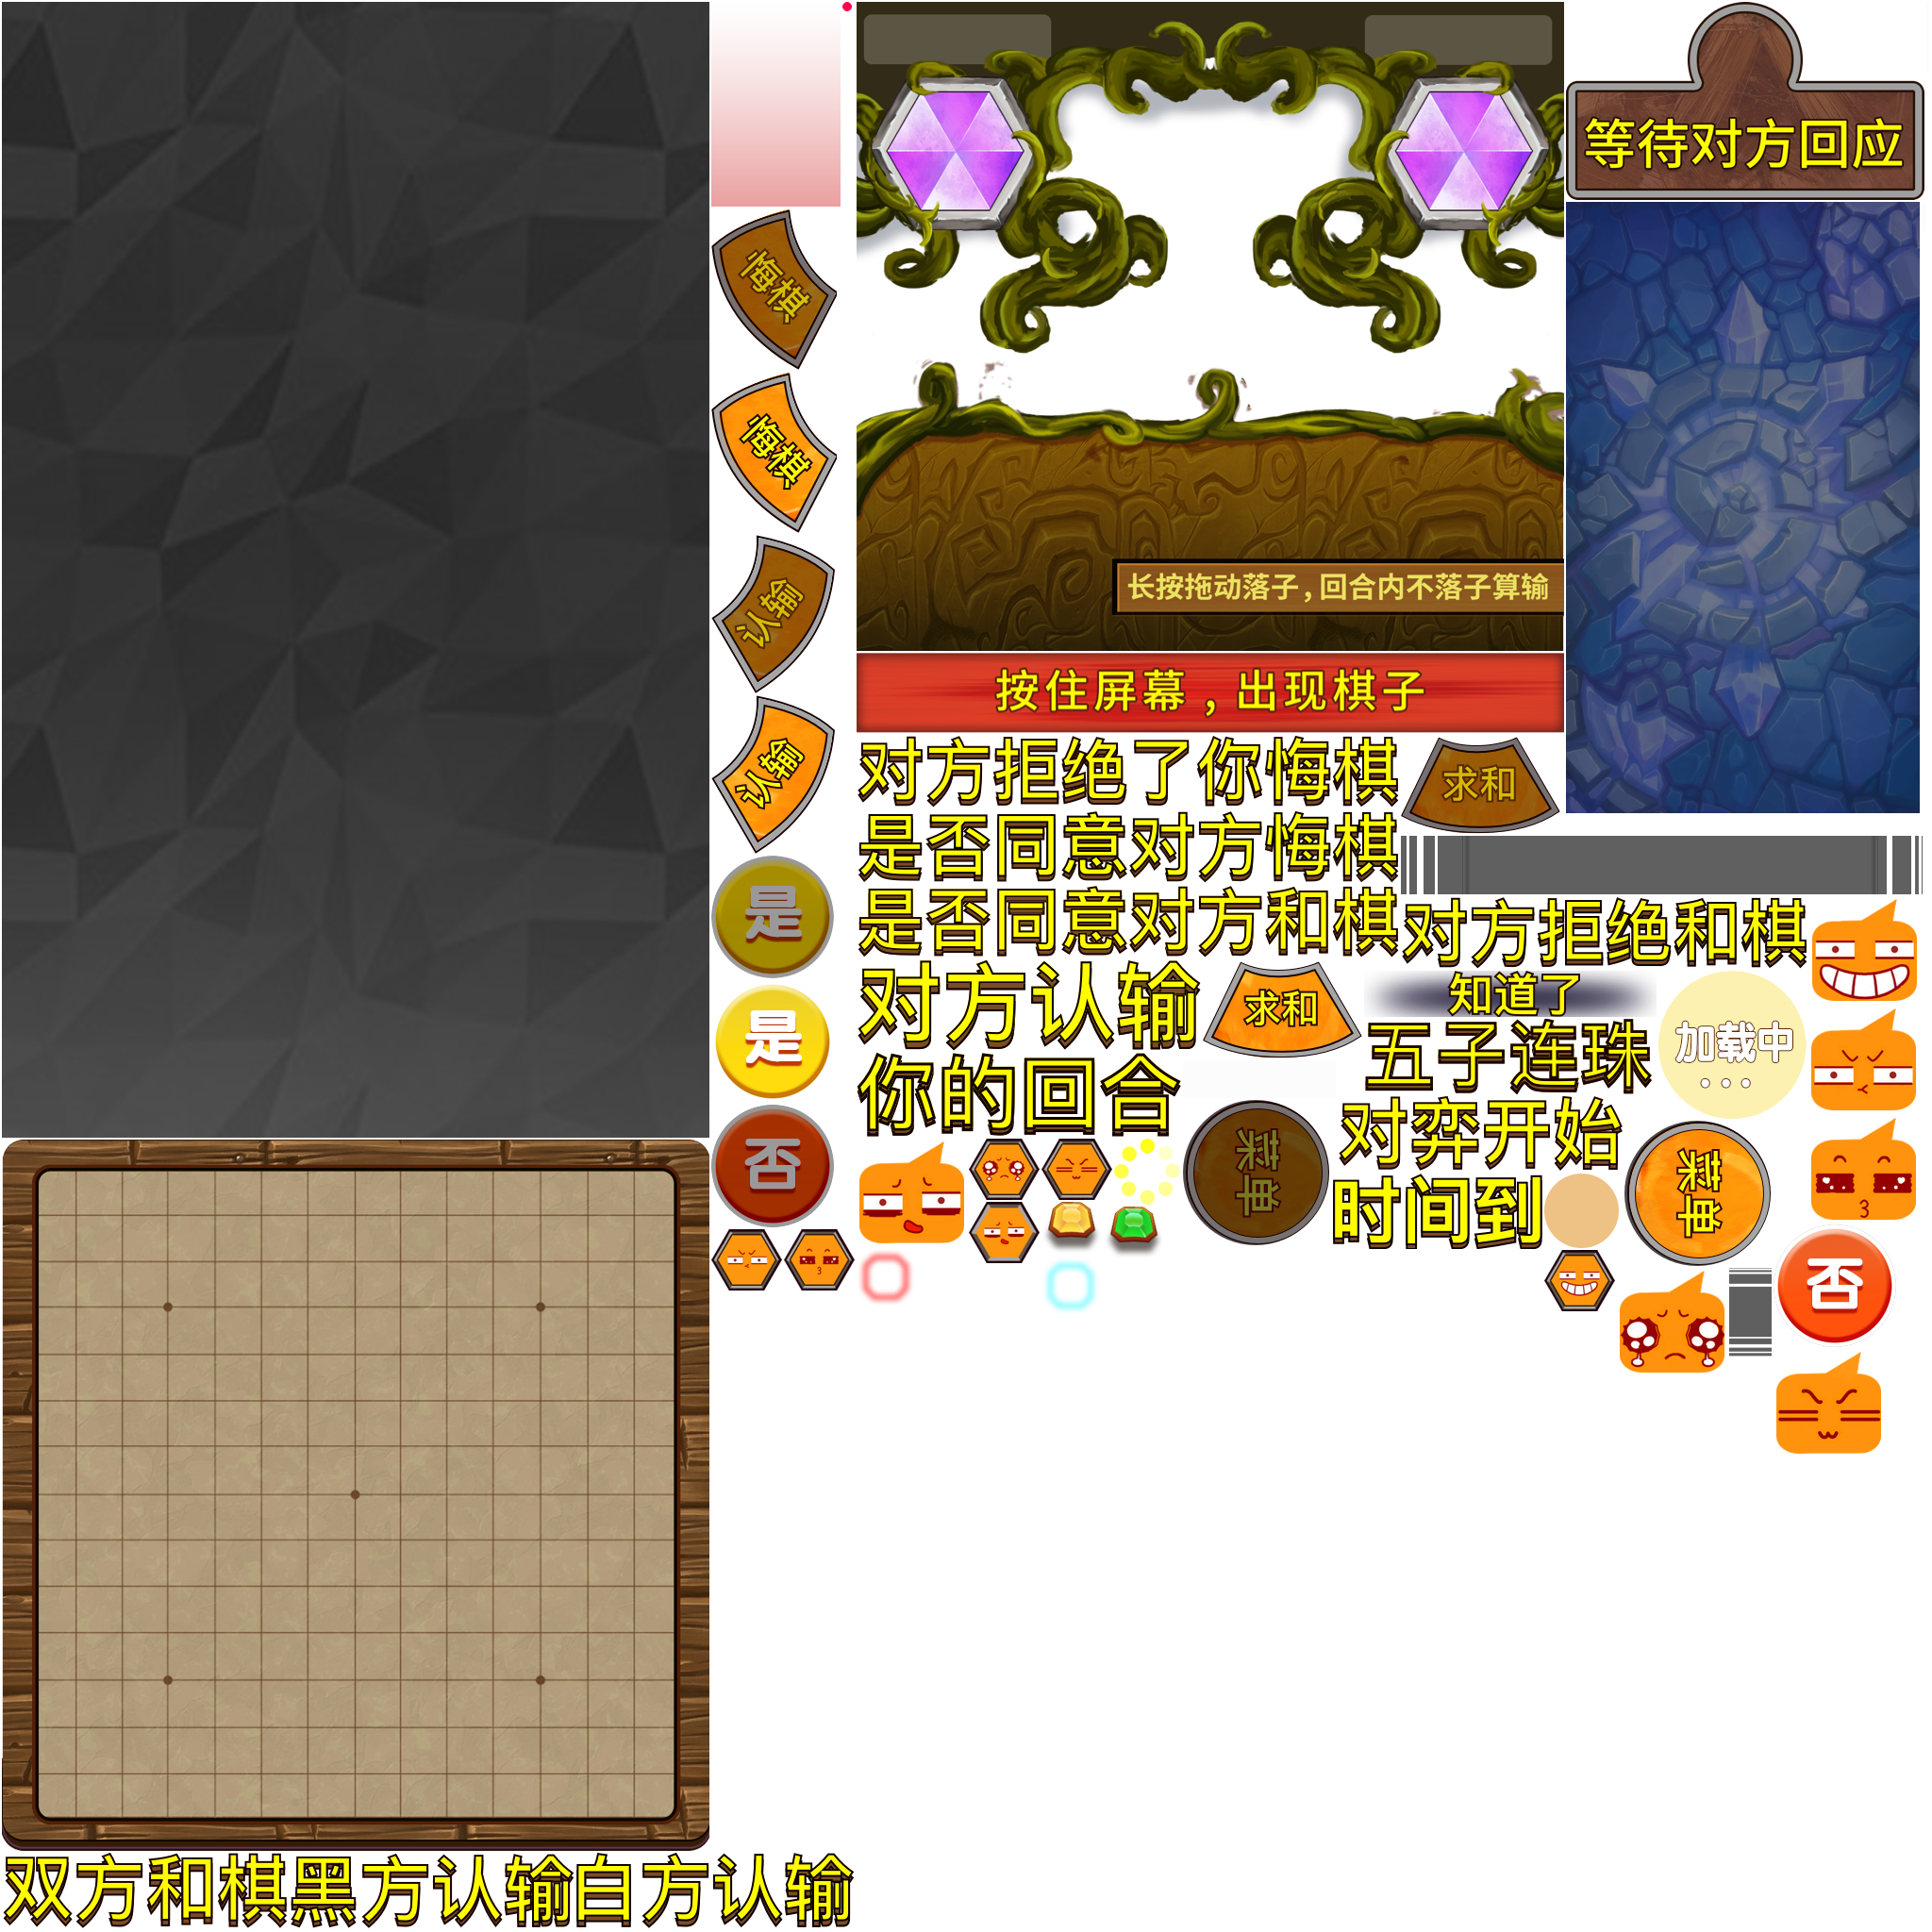 等待对方回应
悔棋
悔棋
认输
认输
长按拖动落子，回合内不落子算输
按住屏幕，出现棋子
对方拒绝了你悔棋
求和
是否同意对方悔棋
是
是否同意对方和棋
对方拒绝和棋
对方认输
求和
知道了
是
加载中
五子连珠
你的回合
对弈开始
否
菜单
时间到
菜单
否
双方和棋
黑方认输
白方认输